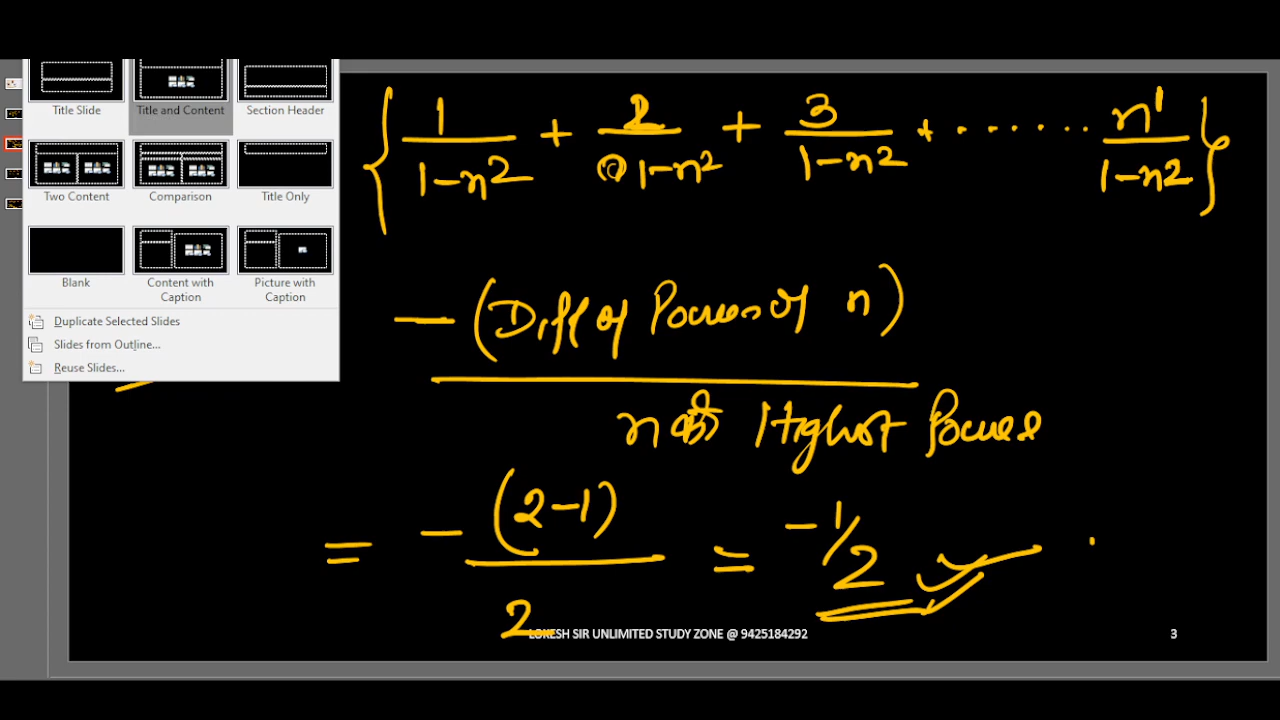 Title Slide
Title and Content
Section Header
Two Content
Comparison
Title Only
Blank
Content with Caption
Picture with Caption
Duplicate Selected Slides
Slides from Outline...
Reuse Slides...
{ 1/(1-n2) + 2/(1-n²) + 3/(1-n2) + ....... n¹/(1-n2) }
- (Diff of Power of n)
n की Highest Power
= -(2-1)/2 = -1/2
LOKESH SIR UNLIMITED STUDY ZONE @ 9425184292
3